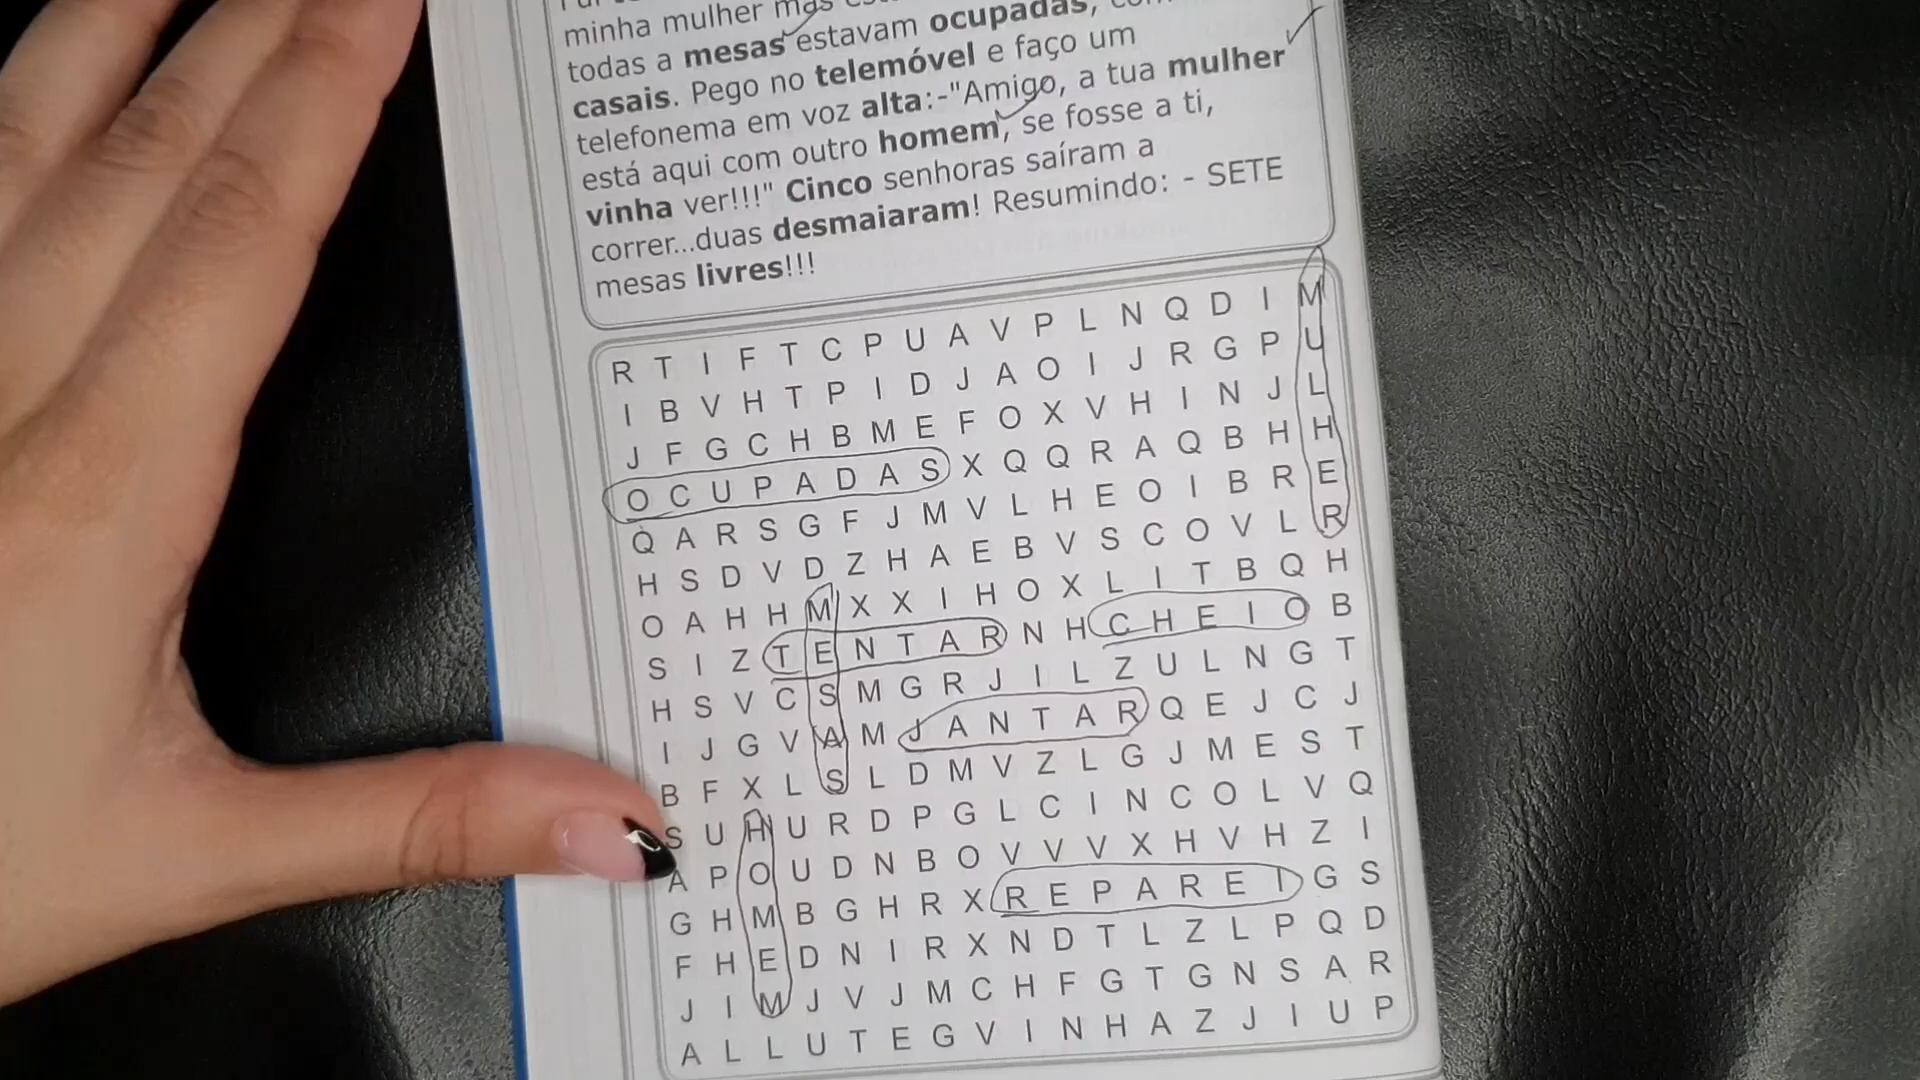 minha mulher mas
todas a mesas estavam ocupadas,
casais. Pego no telemóvel e faço um
telefonema em voz alta:-"Amigo, a tua mulher
está aqui com outro homem, se fosse a ti,
vinha ver!!!" Cinco senhoras saíram a
correr...duas desmaiaram! Resumindo: - SETE
mesas livres!!!
R T I F T C P U A V P L N Q D I M
I B V H T P I D J A O I J R G P U
J F G C H B M E F O X V H I N J L
O C U P A D A S X Q Q R A Q B H H
Q A R S G F J M V L H E O I B R E
H S D V D Z H A E B V S C O V L R
O A H H M X X I H O X L I T B Q H
S I Z T E N T A R N H C H E I O B
H S V C S M G R J I L Z U L N G T
I J G V A M J A N T A R Q E J C J
B F X L S L D M V Z L G J M E S T
S U H U R D P G L C I N C O L V Q
A P O U D N B O V V V X H V H Z I
G H M B G H R X R E P A R E I G S
F H E D N I R X N D T L Z L P Q D
J I M J V J M C H F G T G N S A R
A L L U T E G V I N H A Z J I U P